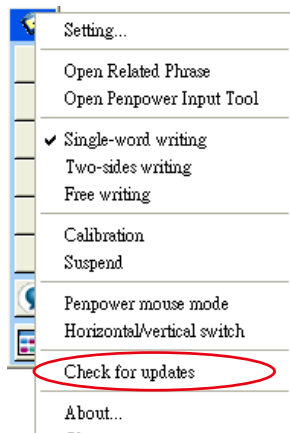 Setting...
Open Related Phrase
Open Penpower Input Tool
Single-word writing
Two-sides writing
Free writing
Calibration
Suspend
Penpower mouse mode
Horizontal/vertical switch
Check for updates
About...